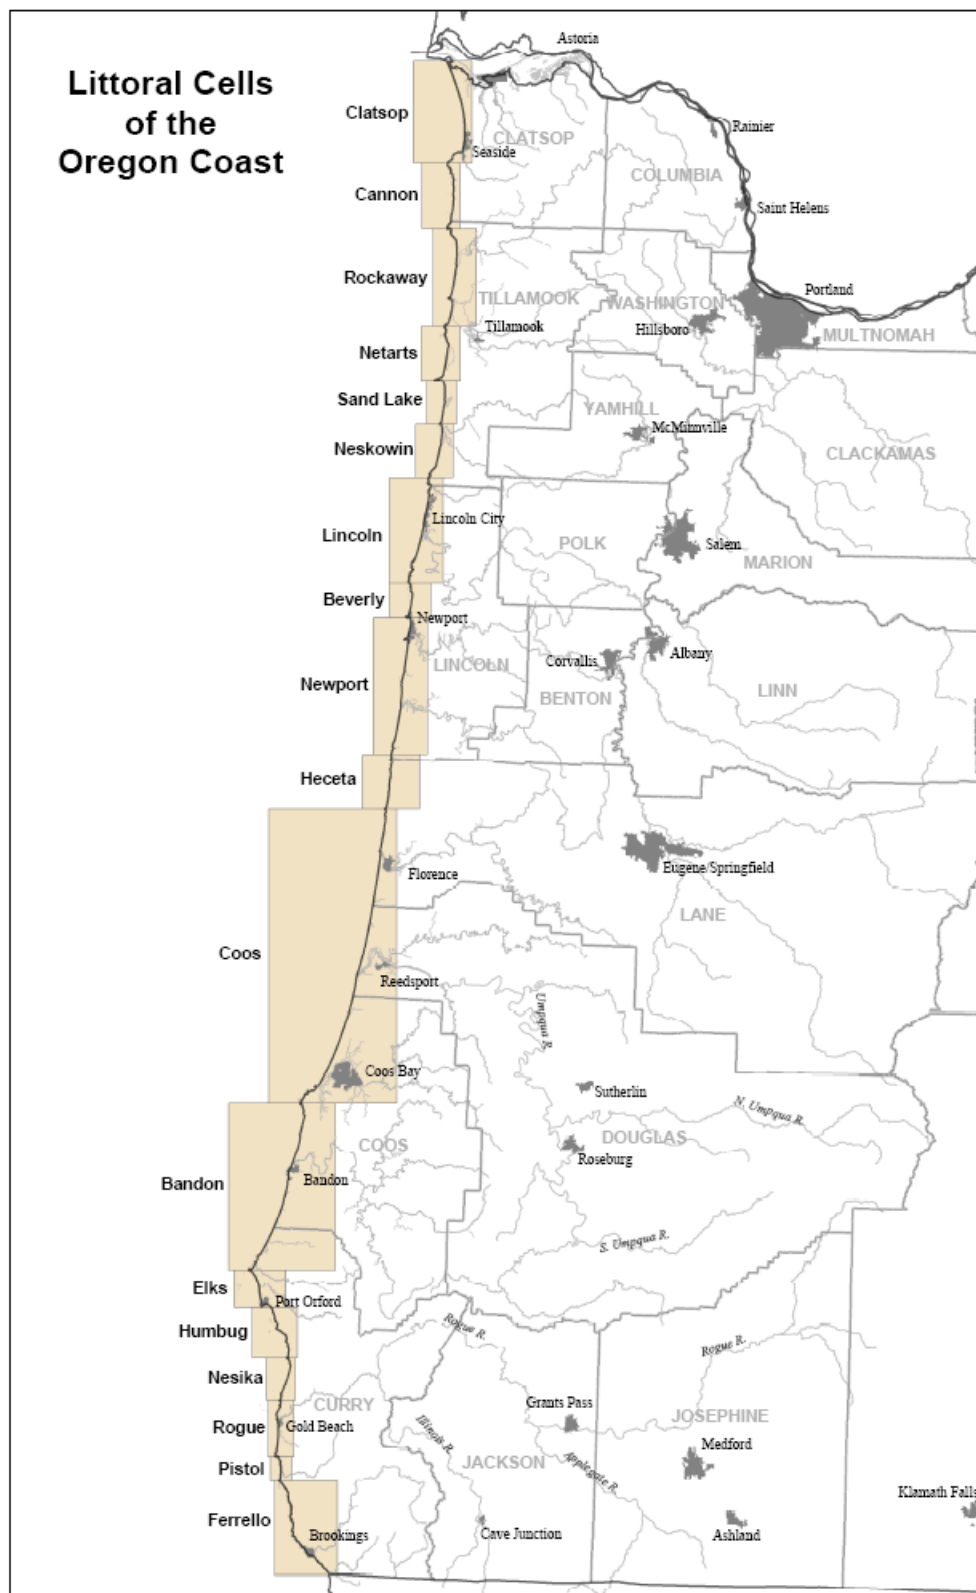 Littoral Cells
of the
Oregon Coast
Astoria
Clatsop
CLATSOP
Seaside
Rainier
COLUMBIA
Cannon
Saint Helens
Rockaway
TILLAMOOK
WASHINGTON
Portland
Tillamook
Hillsboro
MULTNOMAH
Netarts
Sand Lake
YAMHILL
McMinnville
Neskowin
CLACKAMAS
Lincoln City
Lincoln
POLK
Salem
MARION
Beverly
Newport
Corvallis
Albany
LINCOLN
Newport
BENTON
LINN
Heceta
Florence
Eugene/Springfield
LANE
Coos
Reedsport
Umpqua R.
Coos Bay
Sutherlin
N. Umpqua R.
COOS
DOUGLAS
Roseburg
Bandon
Bandon
S. Umpqua R.
Elks
Port Orford
Humbug
Rogue R.
Rogue R.
Nesika
CURRY
Grants Pass
JOSEPHINE
Rogue
Gold Beach
Illinois R.
Medford
Pistol
JACKSON
Applegate R.
Klamath Falls
Ferrello
Brookings
Cave Junction
Ashland